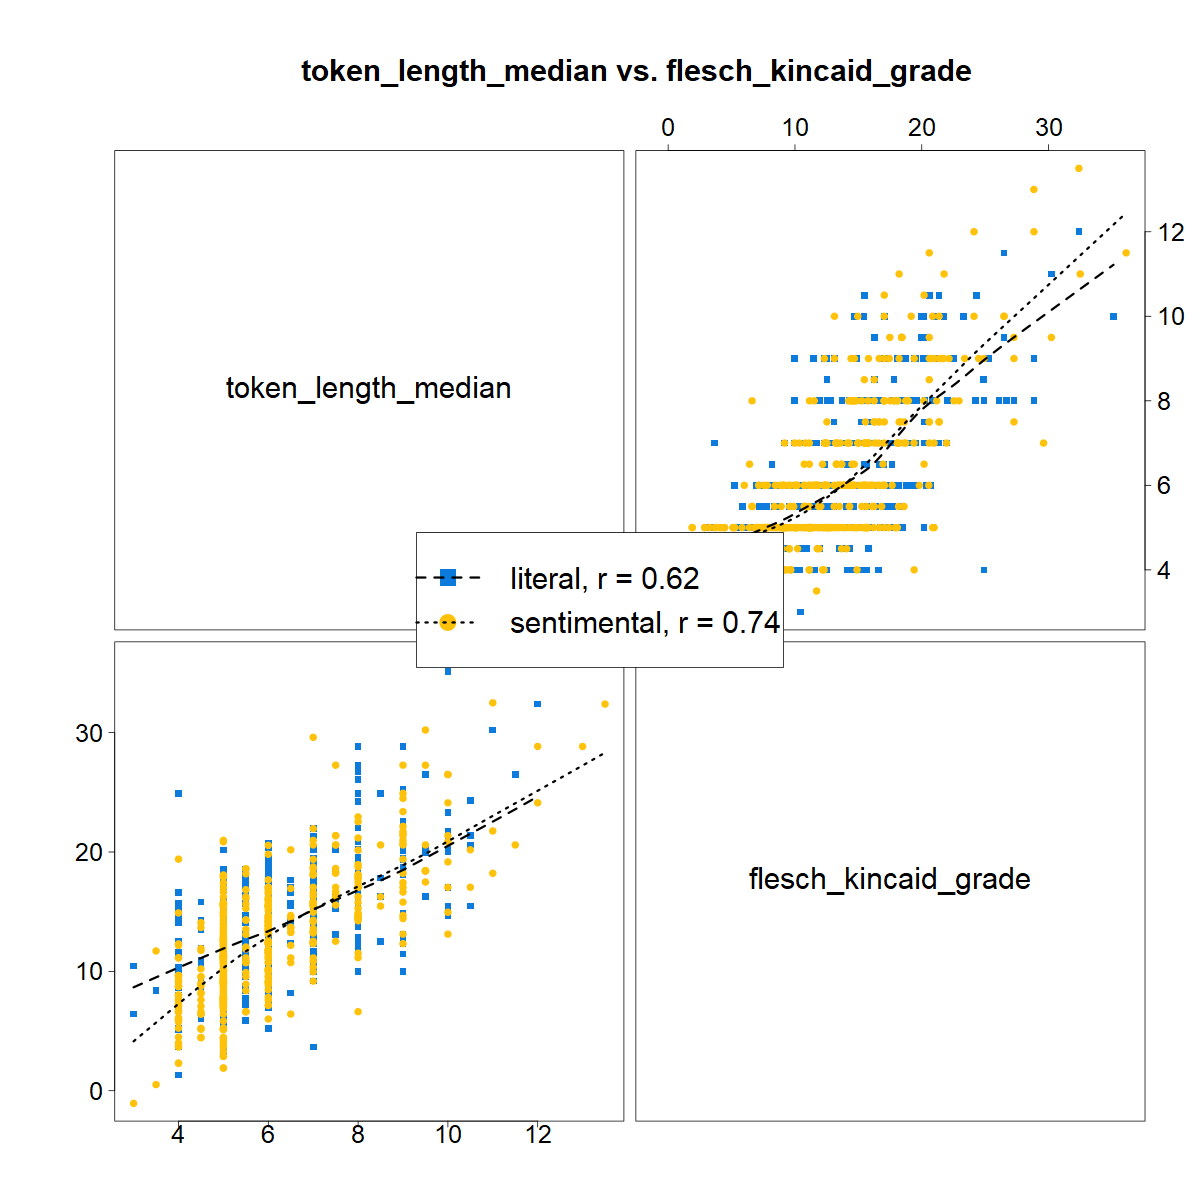 token_length_median vs. flesch_kincaid_grade
0 10 20 30
token_length_median
12
10
8
6
4
literal, r = 0.62
sentimental, r = 0.74
30
20
10
0
flesch_kincaid_grade
4 6 8 10 12